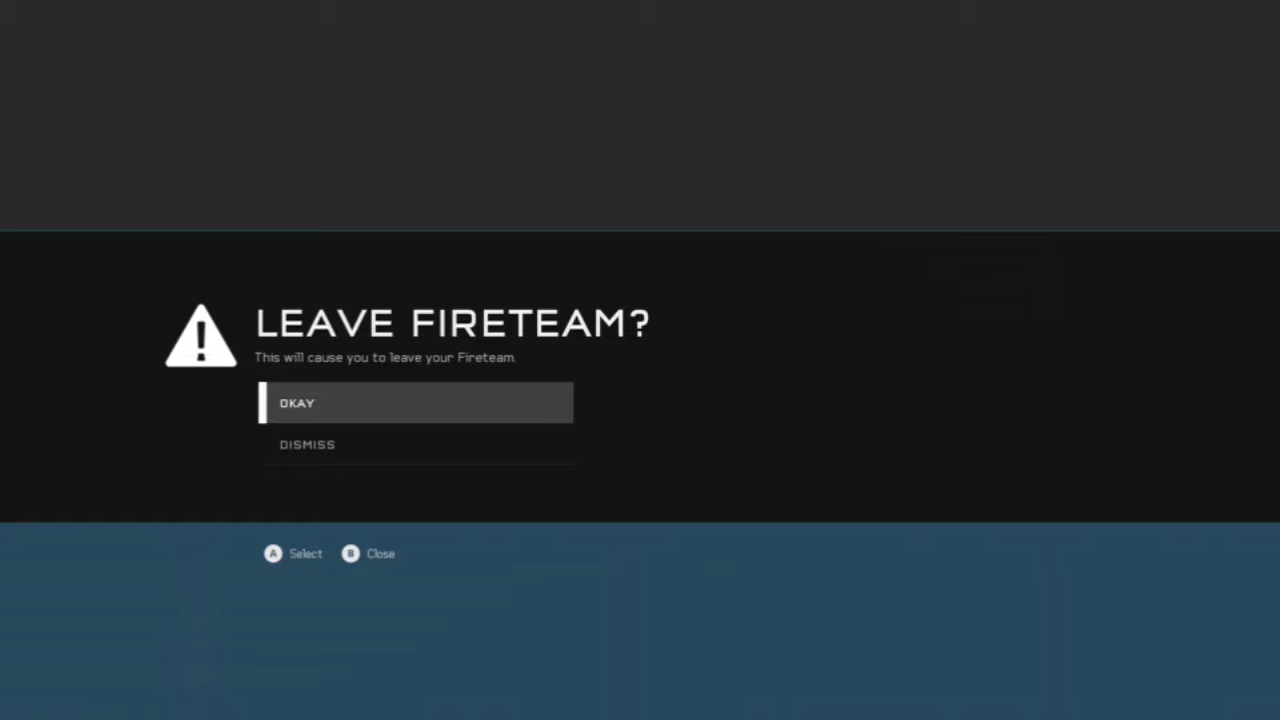 LEAVE FIRETEAM?
This will cause you to leave your Fireteam.
OKAY
DISMISS
A Select B Close